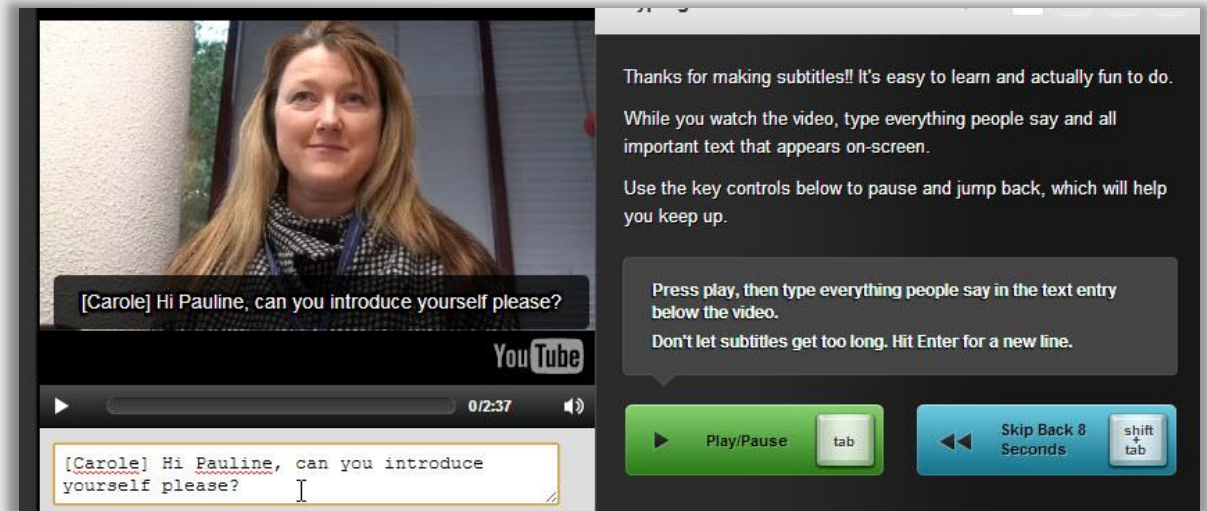 Thanks for making subtitles!! It's easy to learn and actually fun to do.
While you watch the video, type everything people say and all
important text that appears on-screen.
Use the key controls below to pause and jump back, which will help
you keep up.
[Carole] Hi Pauline, can you introduce yourself please?
YouTube
0/2:37
[Carole] Hi Pauline, can you introduce
yourself please?
Press play, then type everything people say in the text entry
below the video.
Don't let subtitles get too long. Hit Enter for a new line.
Play/Pause
tab
Skip Back 8
Seconds
shift
+
tab